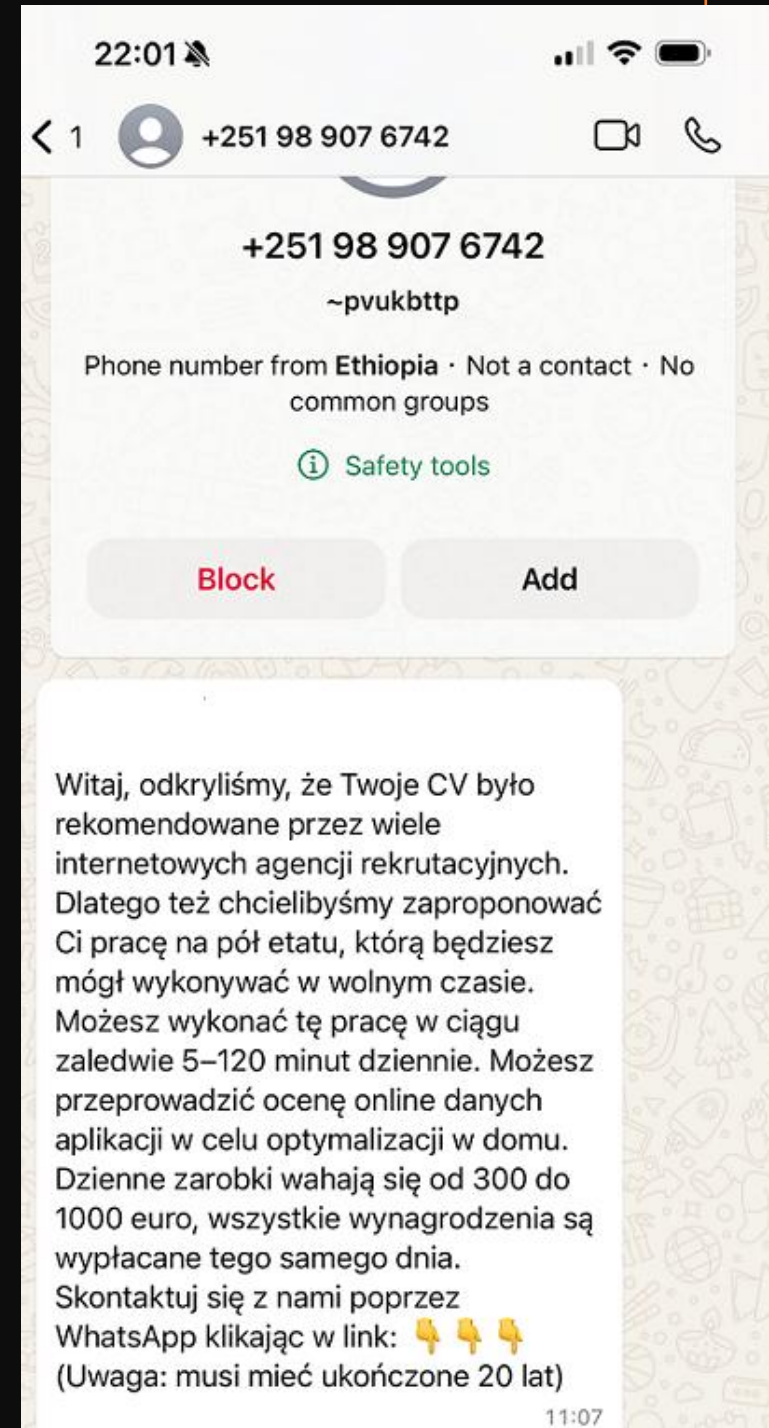 22:01
1
+251 98 907 6742
+251 98 907 6742
~pvukbttp
Phone number from Ethiopia · Not a contact · No
common groups
Safety tools
Block
Add
Witaj, odkryliśmy, że Twoje CV było
rekomendowane przez wiele
internetowych agencji rekrutacyjnych.
Dlatego też chcielibyśmy zaproponować
Ci pracę na pół etatu, którą będziesz
mógł wykonywać w wolnym czasie.
Możesz wykonać tę pracę w ciągu
zaledwie 5–120 minut dziennie. Możesz
przeprowadzić ocenę online danych
aplikacji w celu optymalizacji w domu.
Dzienne zarobki wahają się od 300 do
1000 euro, wszystkie wynagrodzenia są
wypłacane tego samego dnia.
Skontaktuj się z nami poprzez
WhatsApp klikając w link: 👇 👇 👇
(Uwaga: musi mieć ukończone 20 lat)
11:07